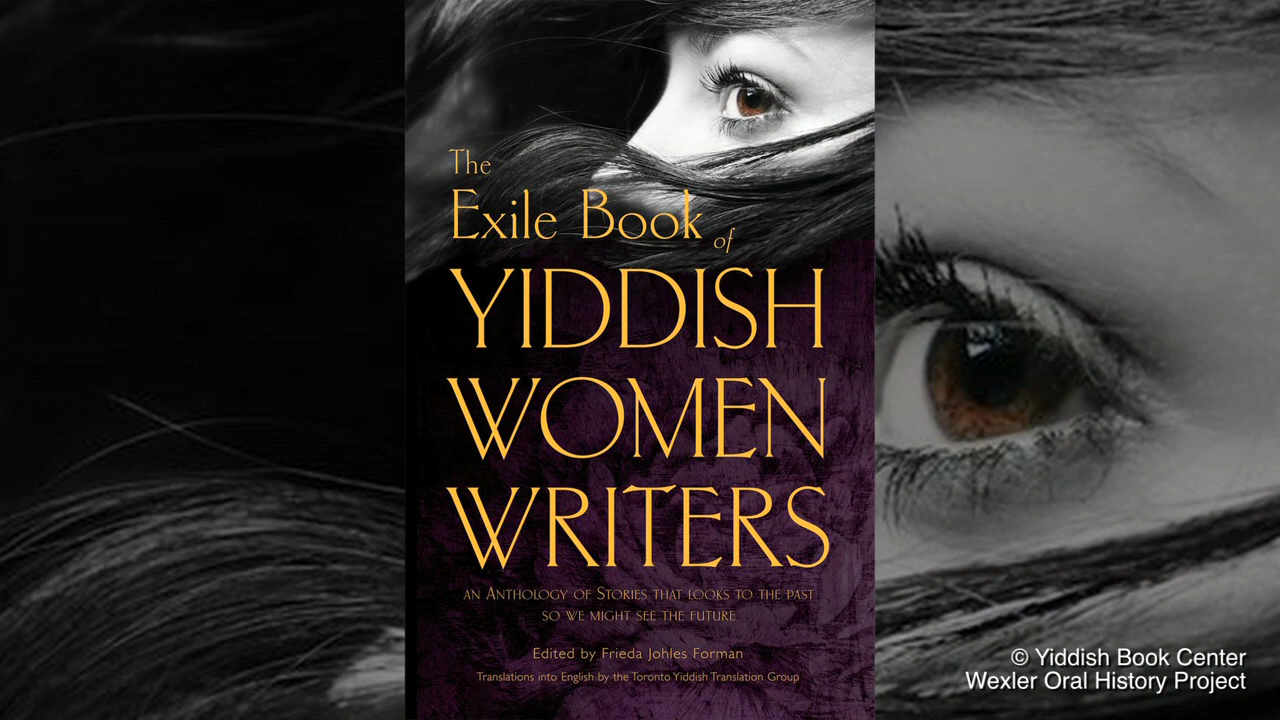 The
Exile Book of
YIDDISH
WOMEN
WRITERS
AN ANTHOLOGY OF STORIES THAT LOOKS TO THE PAST
SO WE MIGHT SEE THE FUTURE
Edited by Frieda Johles Forman
Translations into English by the Toronto Yiddish Translation Group
© Yiddish Book Center
Wexler Oral History Project